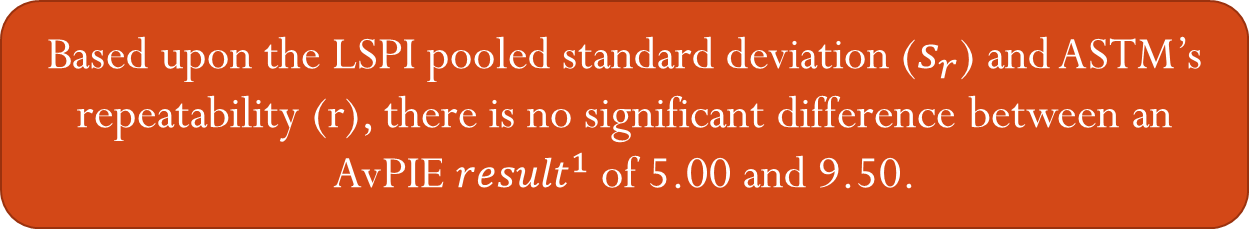 Based upon the LSPI pooled standard deviation (𝑠ᵣ) and ASTM’s
repeatability (r), there is no significant difference between an
AvPIE 𝑟𝑒𝑠𝑢𝑙𝑡¹ of 5.00 and 9.50.